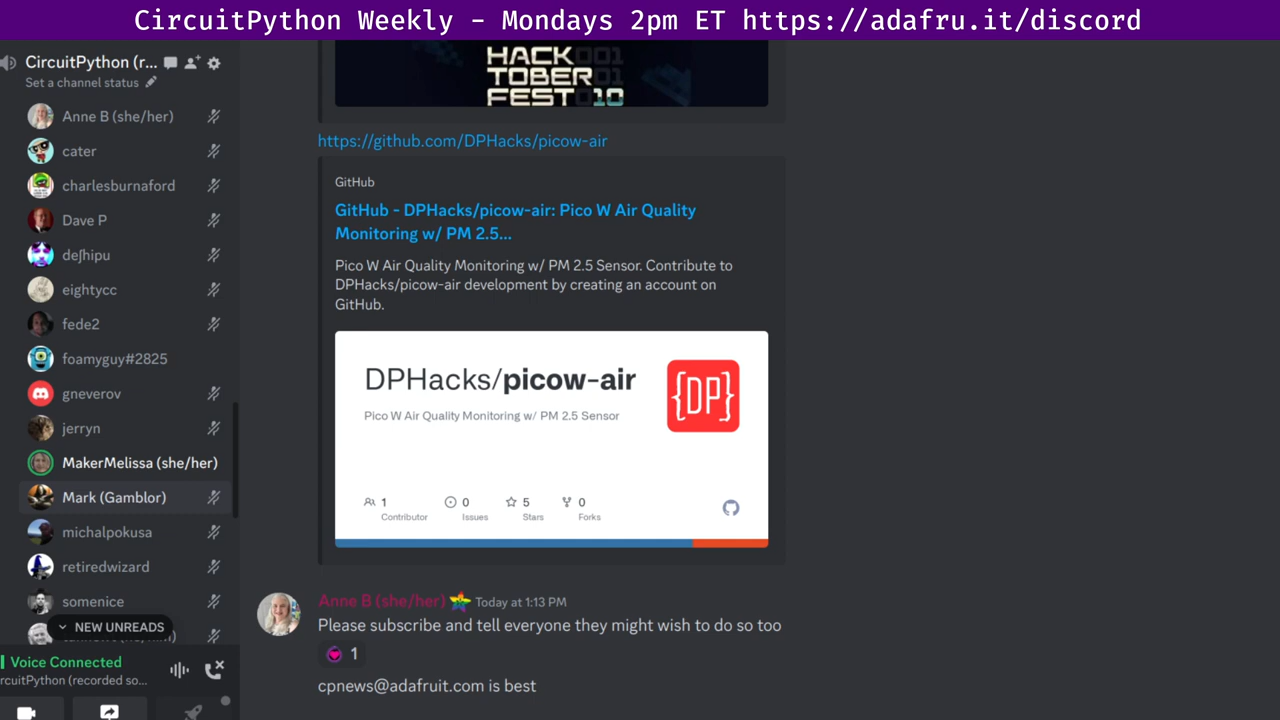 CircuitPython Weekly - Mondays 2pm ET https://adafru.it/discord
CircuitPython (r...
Set a channel status
Anne B (she/her)
cater
charlesburnaford
Dave P
deʃhipu
eightycc
fede2
foamyguy#2825
gneverov
jerryn
MakerMelissa (she/her)
Mark (Gamblor)
michalpokusa
retiredwizard
somenice
NEW UNREADS
Voice Connected
rcuitPython (recorded so...
HACK001
TOBER01
FEST 10
https://github.com/DPHacks/picow-air
GitHub
GitHub - DPHacks/picow-air: Pico W Air Quality
Monitoring w/ PM 2.5...
Pico W Air Quality Monitoring w/ PM 2.5 Sensor. Contribute to
DPHacks/picow-air development by creating an account on
GitHub.
DPHacks/picow-air
{DP}
Pico W Air Quality Monitoring w/ PM 2.5 Sensor
1 0 5 0
Contributor Issues Stars Forks
Anne B (she/her) Today at 1:13 PM
Please subscribe and tell everyone they might wish to do so too
1
cpnews@adafruit.com is best